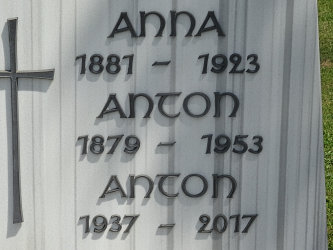 ANNA
1881 - 1923
ANTON
1879 - 1953
ANTON
1937 - 2017